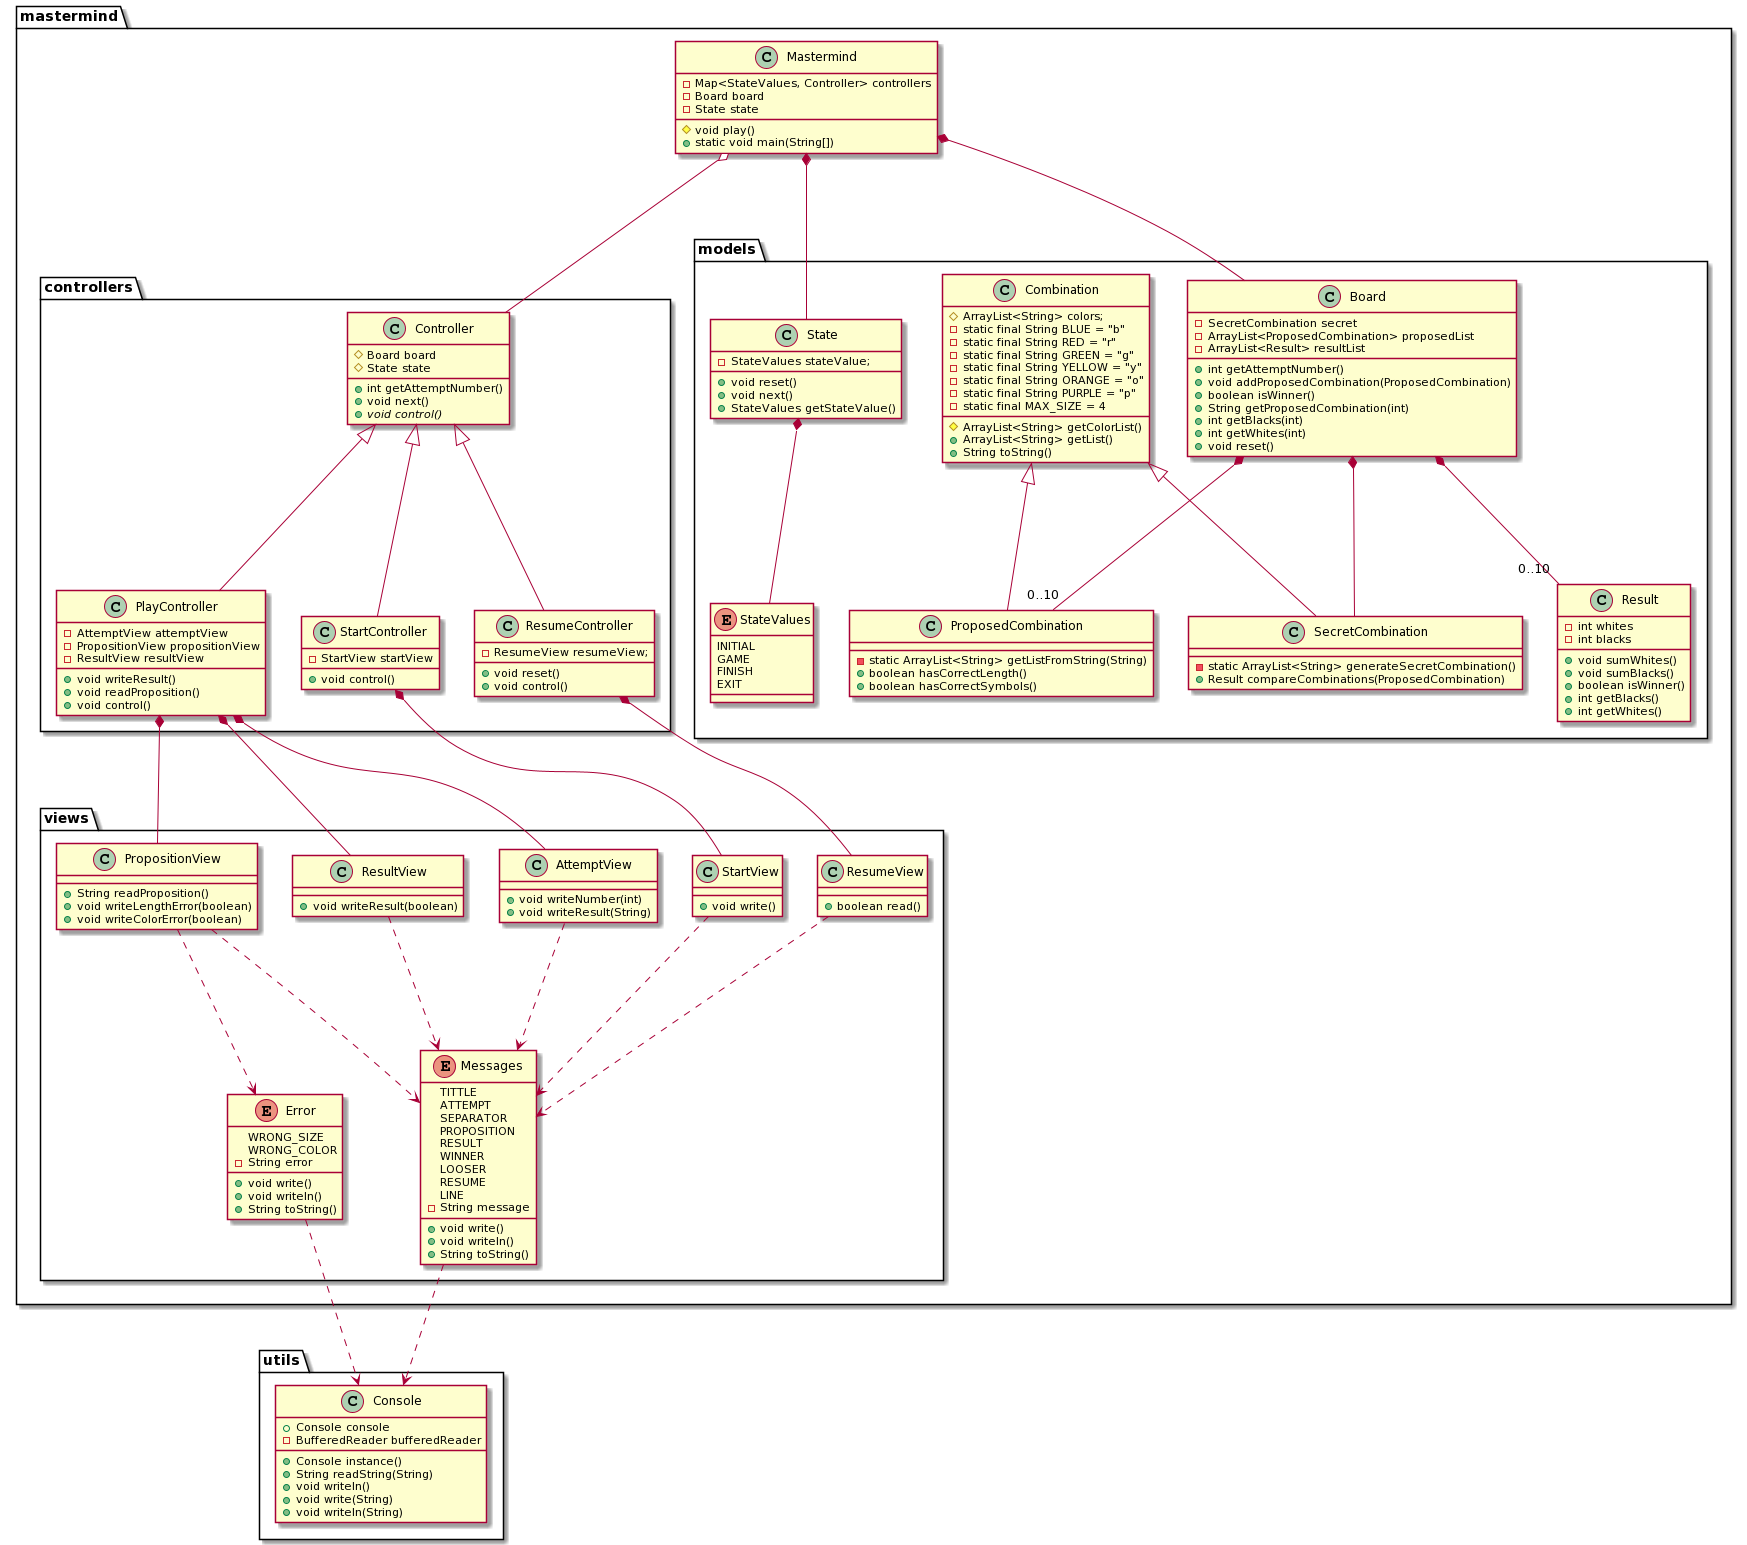 mastermind
C Mastermind
Map<StateValues, Controller> controllers
Board board
State state
void play()
static void main(String[])
models
C Combination
ArrayList<String> colors;
static final String BLUE = "b"
static final String RED = "r"
static final String GREEN = "g"
static final String YELLOW = "y"
static final String ORANGE = "o"
static final String PURPLE = "p"
static final MAX_SIZE = 4
ArrayList<String> getColorList()
ArrayList<String> getList()
String toString()
C Board
SecretCombination secret
ArrayList<ProposedCombination> proposedList
ArrayList<Result> resultList
int getAttemptNumber()
void addProposedCombination(ProposedCombination)
boolean isWinner()
String getProposedCombination(int)
int getBlacks(int)
int getWhites(int)
void reset()
C State
StateValues stateValue;
void reset()
void next()
StateValues getStateValue()
controllers
C Controller
Board board
State state
int getAttemptNumber()
void next()
void control()
0..10
0..10
C PlayController
AttemptView attemptView
PropositionView propositionView
ResultView resultView
void writeResult()
void readProposition()
void control()
C StartController
StartView startView
void control()
C ResumeController
ResumeView resumeView;
void reset()
void control()
E StateValues
INITIAL
GAME
FINISH
EXIT
C ProposedCombination
static ArrayList<String> getListFromString(String)
boolean hasCorrectLength()
boolean hasCorrectSymbols()
C SecretCombination
static ArrayList<String> generateSecretCombination()
Result compareCombinations(ProposedCombination)
C Result
int whites
int blacks
void sumWhites()
void sumBlacks()
boolean isWinner()
int getBlacks()
int getWhites()
views
C PropositionView
String readProposition()
void writeLengthError(boolean)
void writeColorError(boolean)
C ResultView
void writeResult(boolean)
C AttemptView
void writeNumber(int)
void writeResult(String)
C StartView
void write()
C ResumeView
boolean read()
E Error
WRONG_SIZE
WRONG_COLOR
String error
void write()
void writeln()
String toString()
E Messages
TITTLE
ATTEMPT
SEPARATOR
PROPOSITION
RESULT
WINNER
LOOSER
RESUME
LINE
String message
void write()
void writeln()
String toString()
utils
C Console
Console console
BufferedReader bufferedReader
Console instance()
String readString(String)
void writeln()
void write(String)
void writeln(String)